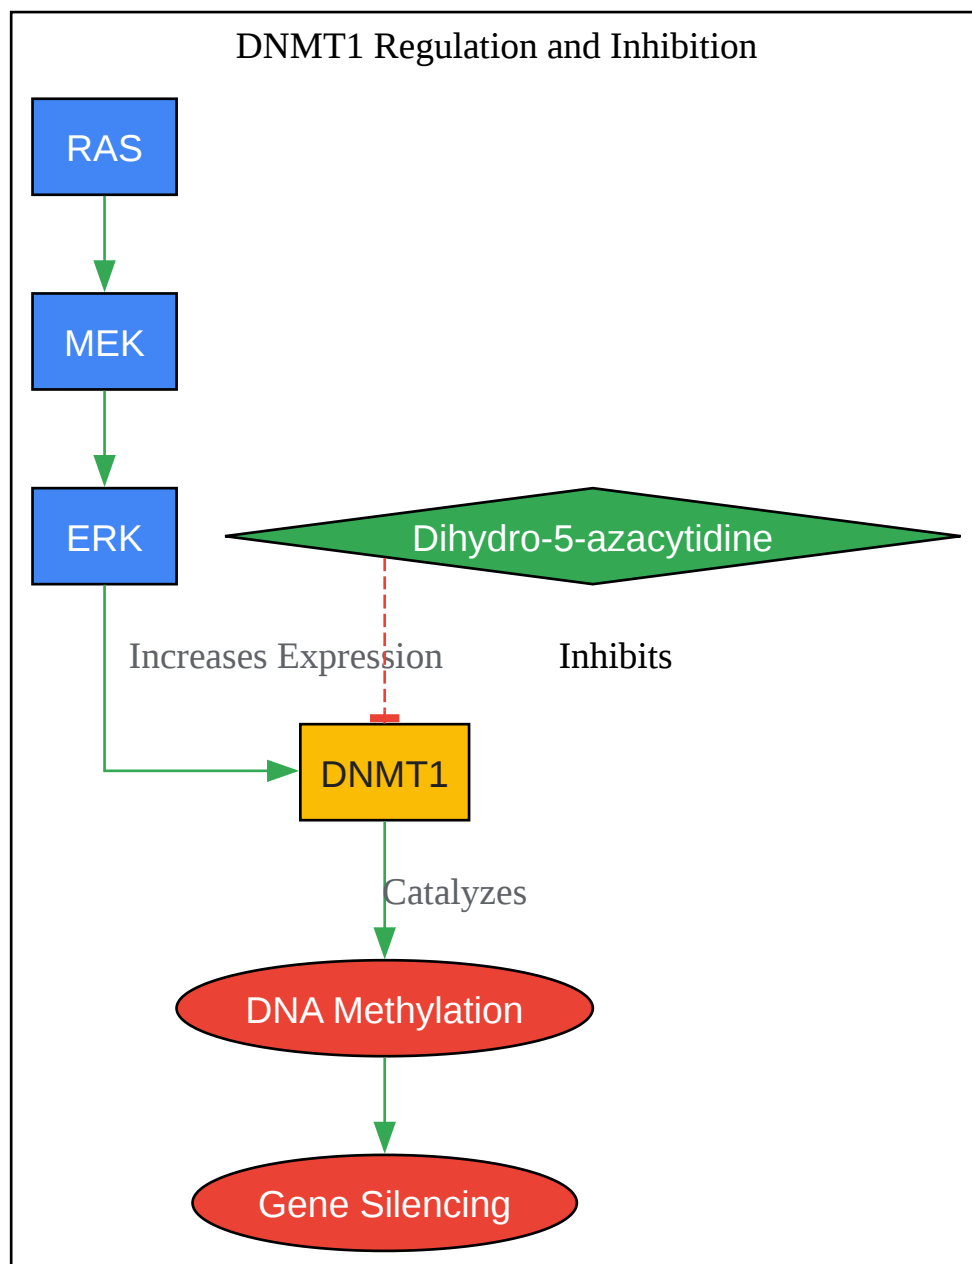 DNMT1 Regulation and Inhibition
RAS
MEK
ERK
Dihydro-5-azacytidine
Increases Expression
Inhibits
DNMT1
Catalyzes
DNA Methylation
Gene Silencing